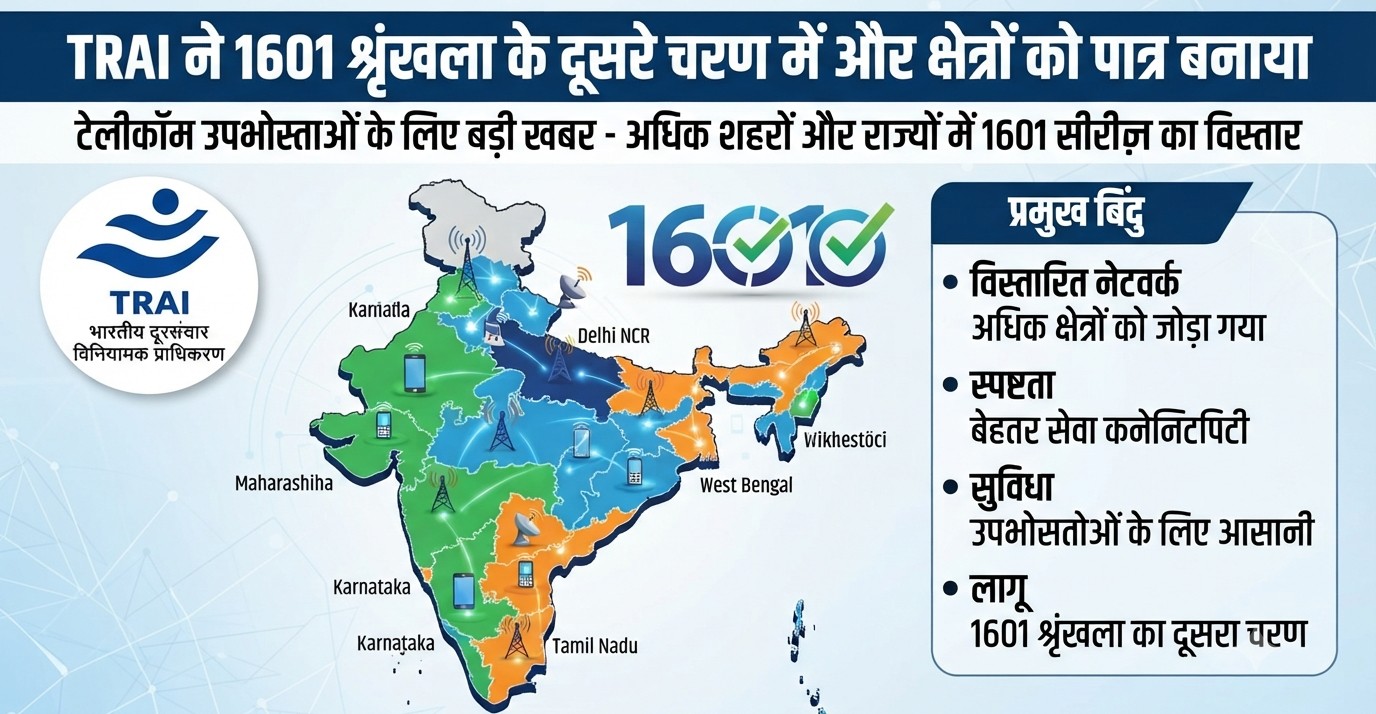 TRAI ने 1601 श्रृंखला के दूसरे चरण में और क्षेत्रों को पात्र बनाया
टेलीकॉम उपभोस्ताओं के लिए बड़ी खबर - अधिक शहरों और राज्यों में 1601 सीरीज़ का विस्तार
TRAI
भारतीय दूरसंवार
विनियामक प्राधिकरण
16010
Delhi NCR
Wikhestöci
Maharashiha
West Bengal
Karnataka
Karnataka
Tamil Nadu
प्रमुख बिंदु
• विस्तारित नेटवर्क
अधिक क्षेत्रों को जोड़ा गया
• स्पष्टता
बेहतर सेवा कनेनिटपिटी
• सुविधा
उपभोसतोओं के लिए आसानी
• लागू
1601 श्रृंखला का दूसरा चरण